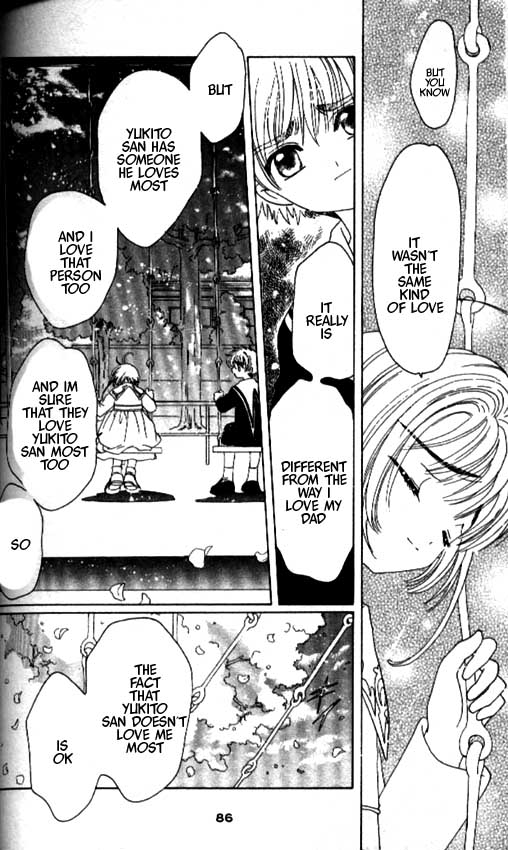 BUT
YOU
KNOW
IT
WASN'T
THE
SAME
KIND
OF LOVE
IT
REALLY
IS
DIFFERENT
FROM THE
WAY I
LOVE MY
DAD
BUT
YUKITO
SAN HAS
SOMEONE
HE LOVES
MOST
AND I
LOVE
THAT
PERSON
TOO
AND IM
SURE
THAT THEY
LOVE
YUKITO
SAN MOST
TOO
SO
THE
FACT
THAT
YUKITO
SAN DOESN'T
LOVE ME
MOST
IS
OK
86